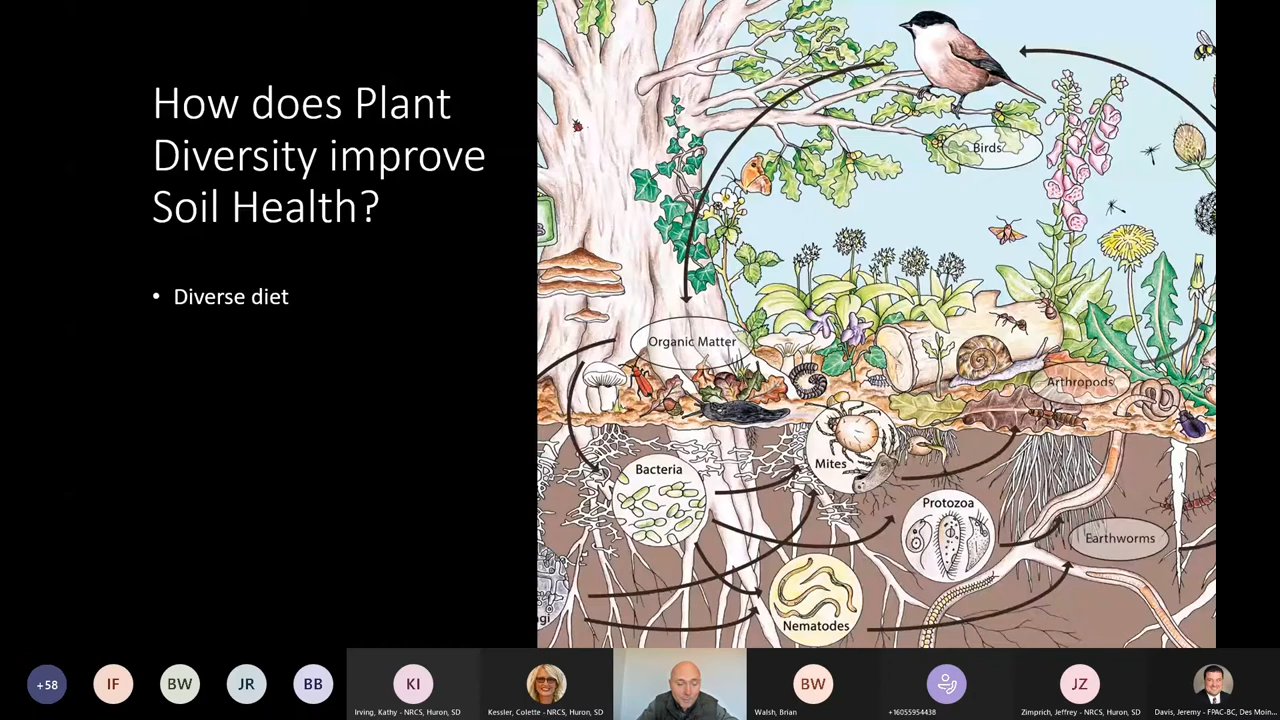 How does Plant
Diversity improve
Soil Health?
• Diverse diet
Birds
Organic Matter
Arthropods
Bacteria
Mites
Protozoa
Earthworms
Nematodes
gi
+58
IF
BW
JR
BB
KI
Irving, Kathy - NRCS, Huron, SD
Kessler, Colette - NRCS, Huron, SD
BW
Walsh, Brian
+16055954438
JZ
Zimprich, Jeffrey - NRCS, Huron, SD
Davis, Jeremy - FPAC-BC, Des Moin...